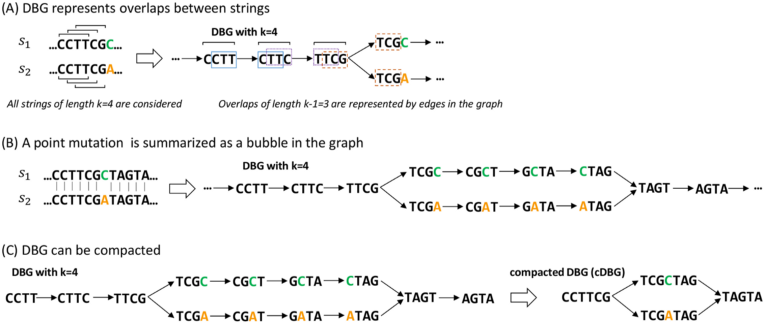 (A) DBG represents overlaps between strings
DBG with k=4
S1 ...CCTTCGC...
... CCTT CTTC TTCG TCGC ...
S2 ...CCTTCGA...
TCGA ...
All strings of length k=4 are considered
Overlaps of length k-1=3 are represented by edges in the graph
(B) A point mutation is summarized as a bubble in the graph
DBG with k=4
S1 ...CCTTCGCTAGTA...
TCGC CGCT GCTA CTAG
... CCTT CTTC TTCG TAGT AGTA ...
S2 ...CCTTCGATAGTA...
TCGA CGAT GATA ATAG
(C) DBG can be compacted
DBG with k=4
compacted DBG (cDBG)
TCGC CGCT GCTA CTAG
TCGCTAG
CCTT CTTC TTCG TAGT AGTA
CCTTCG TAGTA
TCGA CGAT GATA ATAG
TCGATAG